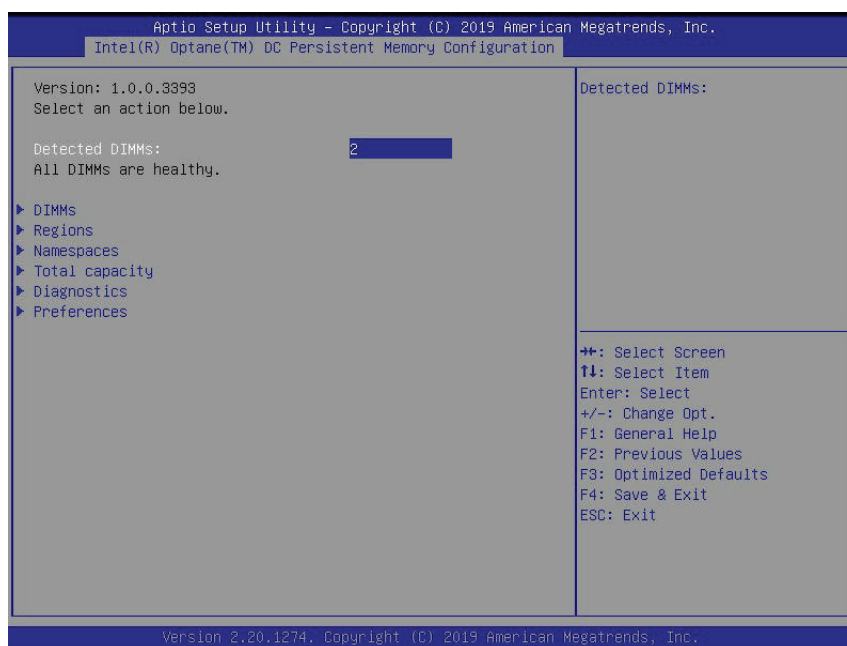 Aptio Setup Utility – Copyright (C) 2019 American Megatrends, Inc.
Intel(R) Optane(TM) DC Persistent Memory Configuration
Version: 1.0.0.3393
Select an action below.
Detected DIMMs: 2
All DIMMs are healthy.
DIMMs
Regions
Namespaces
Total capacity
Diagnostics
Preferences
Detected DIMMs:
→←: Select Screen
↑↓: Select Item
Enter: Select
+/-: Change Opt.
F1: General Help
F2: Previous Values
F3: Optimized Defaults
F4: Save & Exit
ESC: Exit
Version 2.20.1274. Copyright (C) 2019 American Megatrends, Inc.